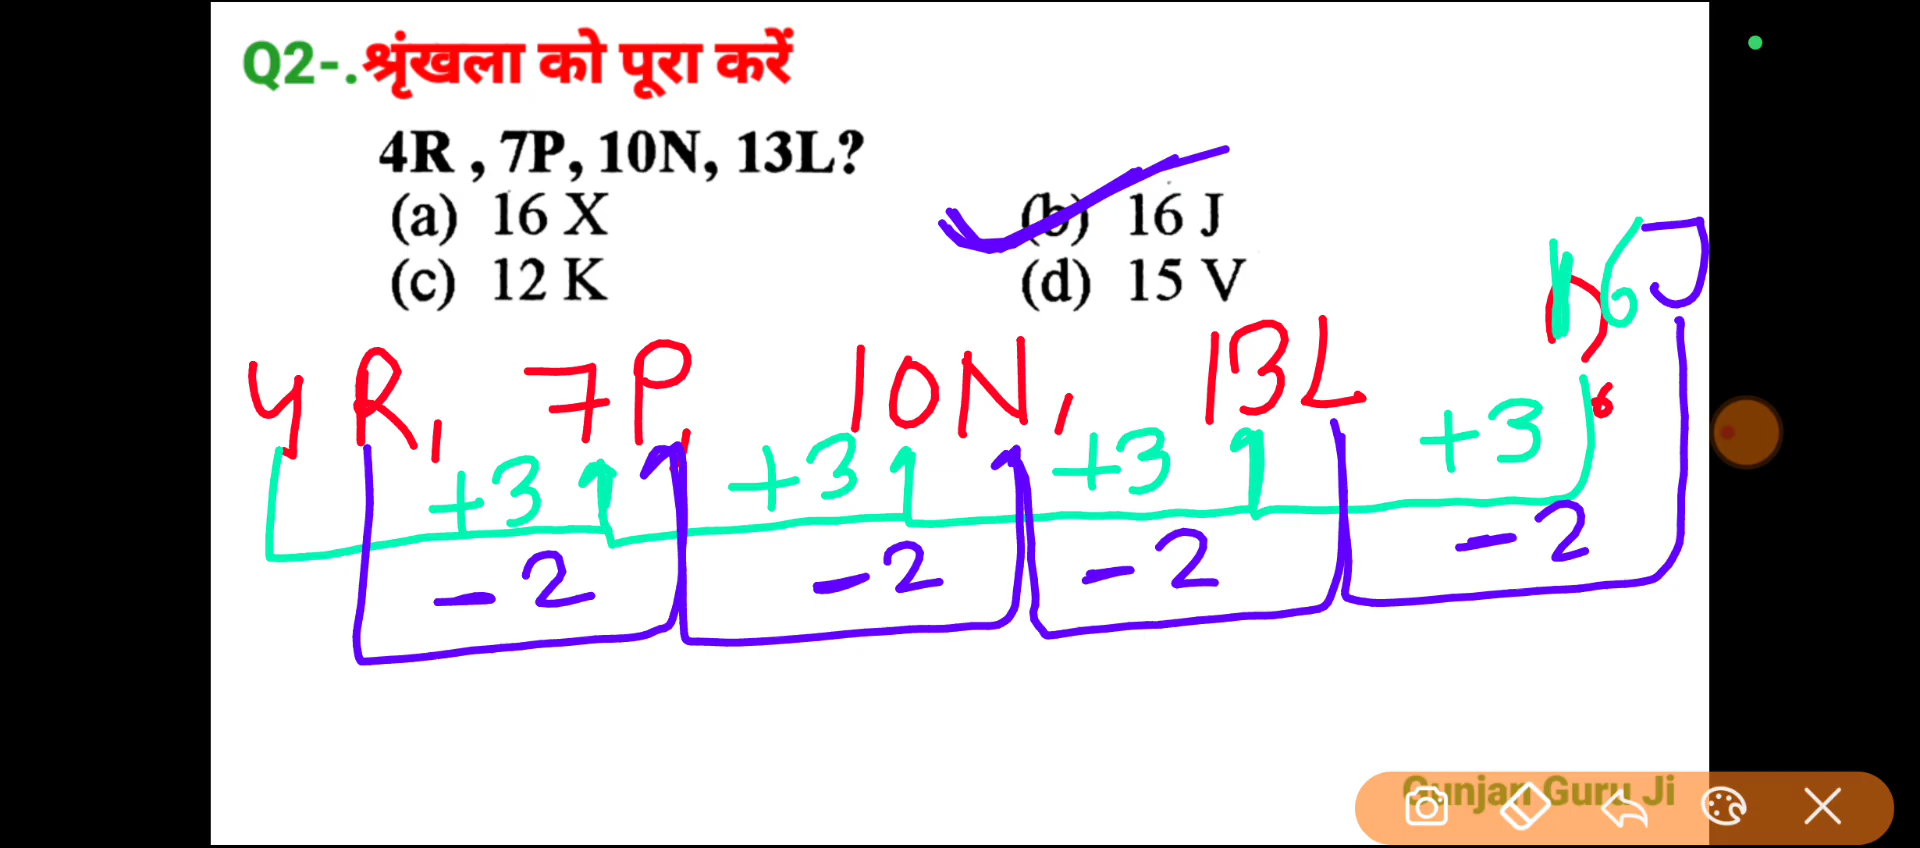 Q2-.श्रृंखला को पूरा करें
4R , 7P, 10N, 13L?
(a) 16 X (b) 16 J
(c) 12 K (d) 15 V
16J
4R, 7P, 10N, 13L
+3 +3 +3 +3
-2 -2 -2 -2
Gunjan Guru Ji